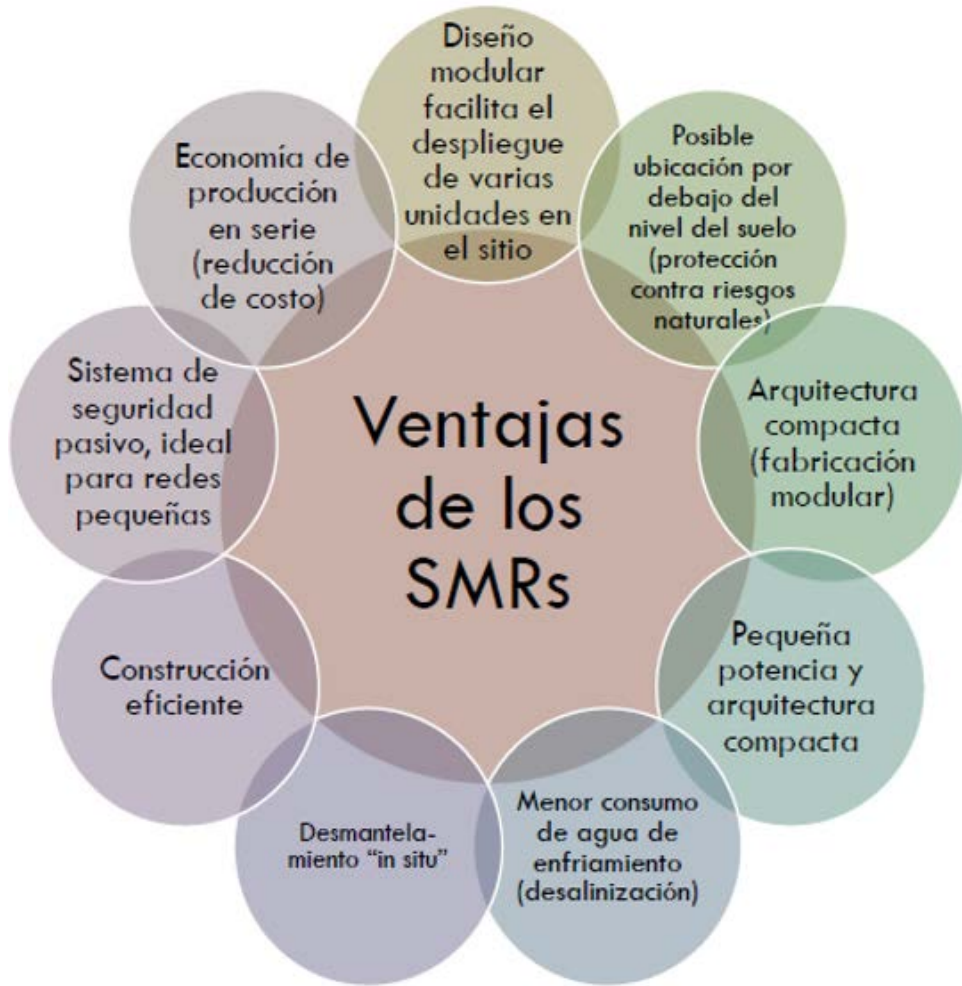 Ventajas
de los
SMRs
Diseño
modular
facilita el
despliegue
de varias
unidades en
el sitio
Posible
ubicación por
debajo del
nivel del suelo
(protección
contra riesgos
naturales)
Arquitectura
compacta
(fabricación
modular)
Pequeña
potencia y
arquitectura
compacta
Menor consumo
de agua de
enfriamiento
(desalinización)
Desmantela-
miento “in situ”
Construcción
eficiente
Sistema de
seguridad
pasivo, ideal
para redes
pequeñas
Economía de
producción
en serie
(reducción
de costo)